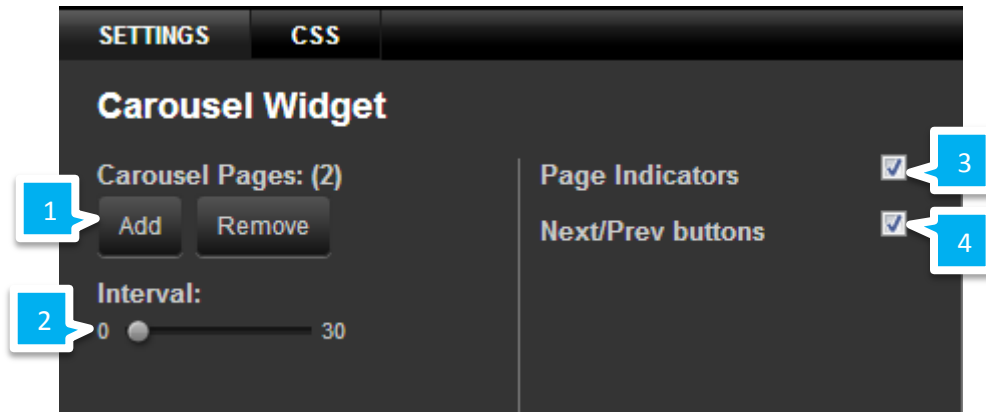 SETTINGS CSS
Carousel Widget
Carousel Pages: (2)
1
Add Remove
Interval:
2
0 30
Page Indicators
3
Next/Prev buttons
4